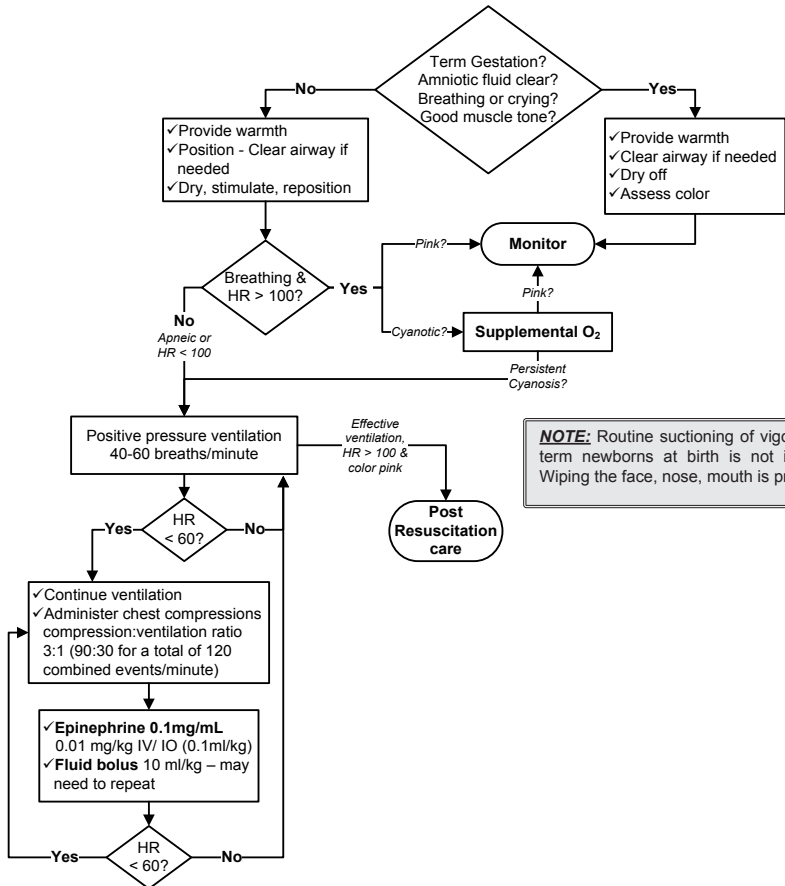 Term Gestation?
Amniotic fluid clear?
Breathing or crying?
Good muscle tone?
No
Yes
✓Provide warmth
✓Position - Clear airway if
needed
✓Dry, stimulate, reposition
✓Provide warmth
✓Clear airway if needed
✓Dry off
✓Assess color
Breathing &
HR > 100?
Yes
Pink?
Monitor
Pink?
Cyanotic?
Supplemental O₂
No
Apneic or
HR < 100
Persistent
Cyanosis?
Positive pressure ventilation
40-60 breaths/minute
Effective
ventilation,
HR > 100 &
color pink
NOTE: Routine suctioning of
term newborns at birth is not
Wiping the face, nose, mouth is
Post
Resuscitation
care
Yes
HR
< 60?
No
✓Continue ventilation
✓Administer chest compressions
compression:ventilation ratio
3:1 (90:30 for a total of 120
combined events/minute)
✓Epinephrine 0.1mg/mL
0.01 mg/kg IV/ IO (0.1ml/kg)
✓Fluid bolus 10 ml/kg – may
need to repeat
Yes
HR
< 60?
No